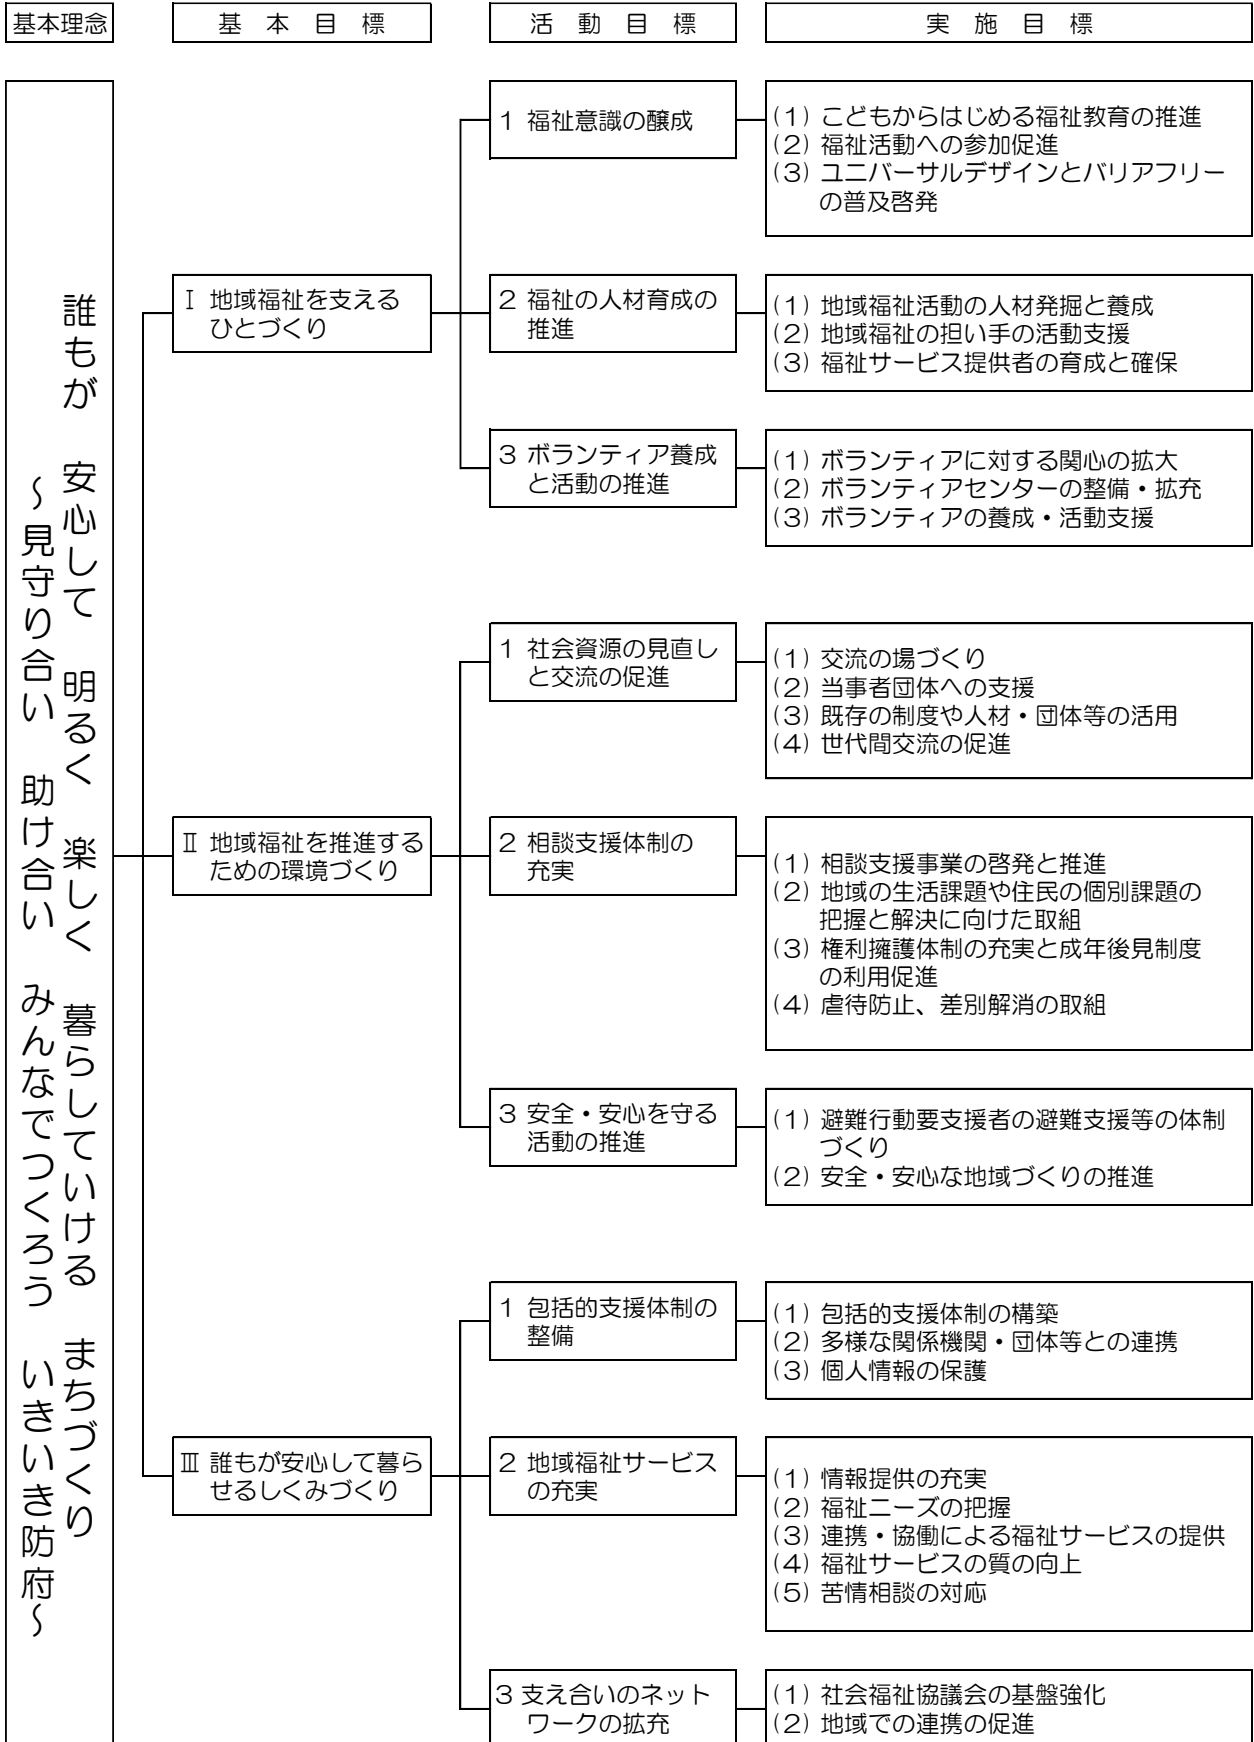 基本理念
基本目標
活動目標
実施目標
誰もが 安心して 明るく 楽しく 暮らしていける まちづくり
～見守り合い 助け合い みんなでつくろう いきいき防府～
Ⅰ 地域福祉を支える
ひとづくり
1 福祉意識の醸成
(1) こどもからはじめる福祉教育の推進
(2) 福祉活動への参加促進
(3) ユニバーサルデザインとバリアフリー
の普及啓発
2 福祉の人材育成の
推進
(1) 地域福祉活動の人材発掘と養成
(2) 地域福祉の担い手の活動支援
(3) 福祉サービス提供者の育成と確保
3 ボランティア養成
と活動の推進
(1) ボランティアに対する関心の拡大
(2) ボランティアセンターの整備・拡充
(3) ボランティアの養成・活動支援
Ⅱ 地域福祉を推進する
ための環境づくり
1 社会資源の見直し
と交流の促進
(1) 交流の場づくり
(2) 当事者団体への支援
(3) 既存の制度や人材・団体等の活用
(4) 世代間交流の促進
2 相談支援体制の
充実
(1) 相談支援事業の啓発と推進
(2) 地域の生活課題や住民の個別課題の
把握と解決に向けた取組
(3) 権利擁護体制の充実と成年後見制度
の利用促進
(4) 虐待防止、差別解消の取組
3 安全・安心を守る
活動の推進
(1) 避難行動要支援者の避難支援等の体制
づくり
(2) 安全・安心な地域づくりの推進
Ⅲ 誰もが安心して暮ら
せるしくみづくり
1 包括的支援体制の
整備
(1) 包括的支援体制の構築
(2) 多様な関係機関・団体等との連携
(3) 個人情報の保護
2 地域福祉サービス
の充実
(1) 情報提供の充実
(2) 福祉ニーズの把握
(3) 連携・協働による福祉サービスの提供
(4) 福祉サービスの質の向上
(5) 苦情相談の対応
3 支え合いのネット
ワークの拡充
(1) 社会福祉協議会の基盤強化
(2) 地域での連携の促進